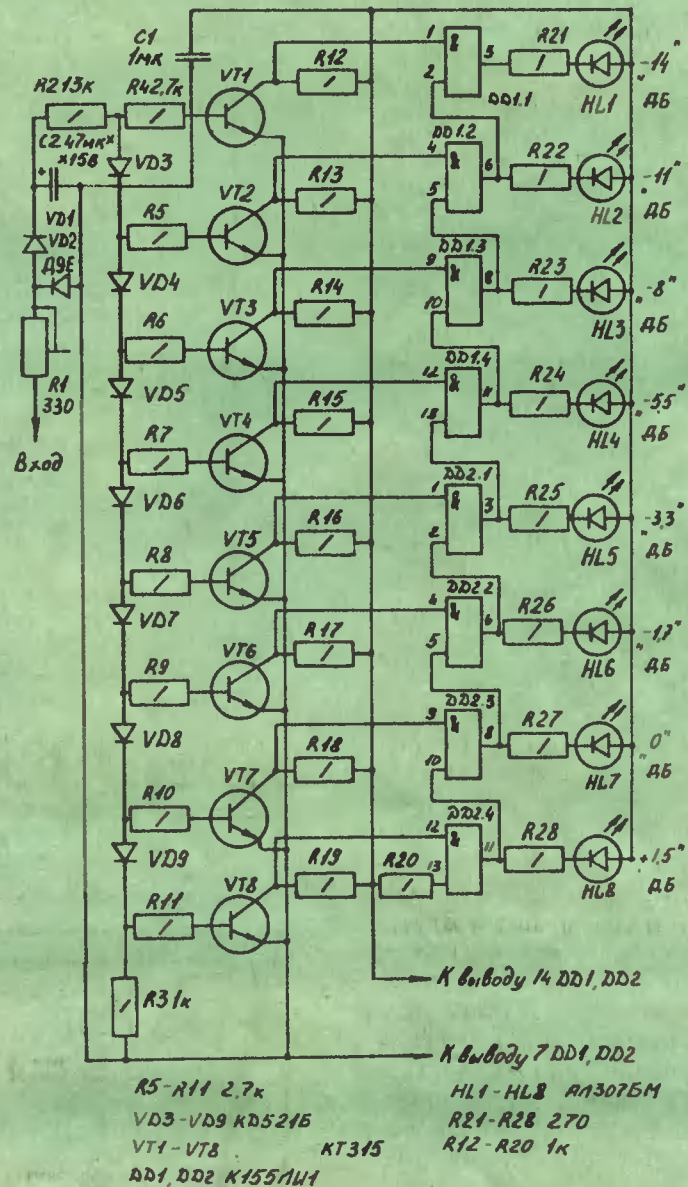 C1
1мк
R12
1
2
&
3
DD1.1
R21
HL1
"-14"
дБ
R2 13к
R4 2,7к
VT1
C2 47мк×
×15В
+
VD1
VD2
Д9Е
R1
330
Вход
VD3
R5
VT2
R13
4
5
&
6
DD1.2
R22
HL2
"-11"
дБ
VD4
R6
VT3
R14
9
10
&
8
DD1.3
R23
HL3
"-8"
дБ
VD5
R7
VT4
R15
12
13
&
11
DD1.4
R24
HL4
"-5,5"
дБ
VD6
R8
VT5
R16
1
2
&
3
DD2.1
R25
HL5
"-3,3"
дБ
VD7
R9
VT6
R17
4
5
&
6
DD2.2
R26
HL6
"-1,7"
дБ
VD8
R10
VT7
R18
9
10
&
8
DD2.3
R27
HL7
"0"
дБ
VD9
R11
VT8
R19
R20
12
13
&
11
DD2.4
R28
HL8
"+1,5"
дБ
R3 1к
К выводу 14 DD1, DD2
К выводу 7 DD1, DD2
R5-R11 2,7к
VD3-VD9 КD521Б
VT1-VT8 КТ315
DD1, DD2 К155ЛИ1
HL1-HL8 АЛ307БМ
R21-R28 270
R12-R20 1к